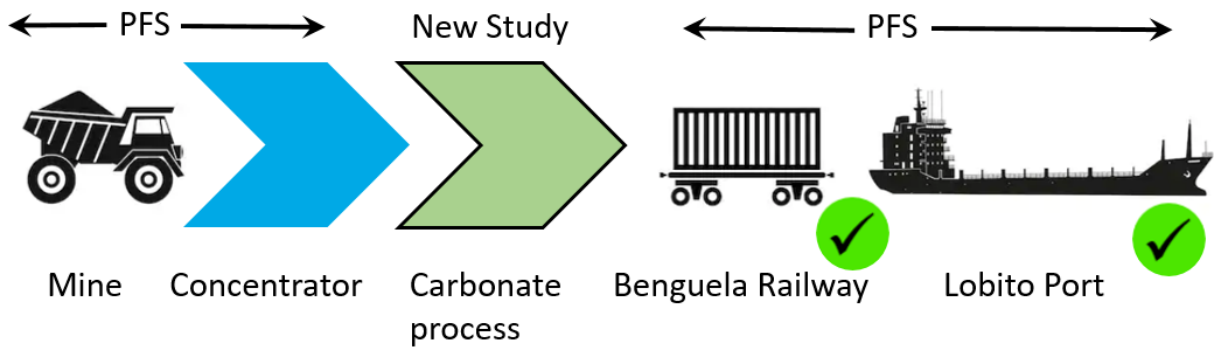 PFS
New Study
PFS
Mine
Concentrator
Carbonate
process
Benguela Railway
Lobito Port